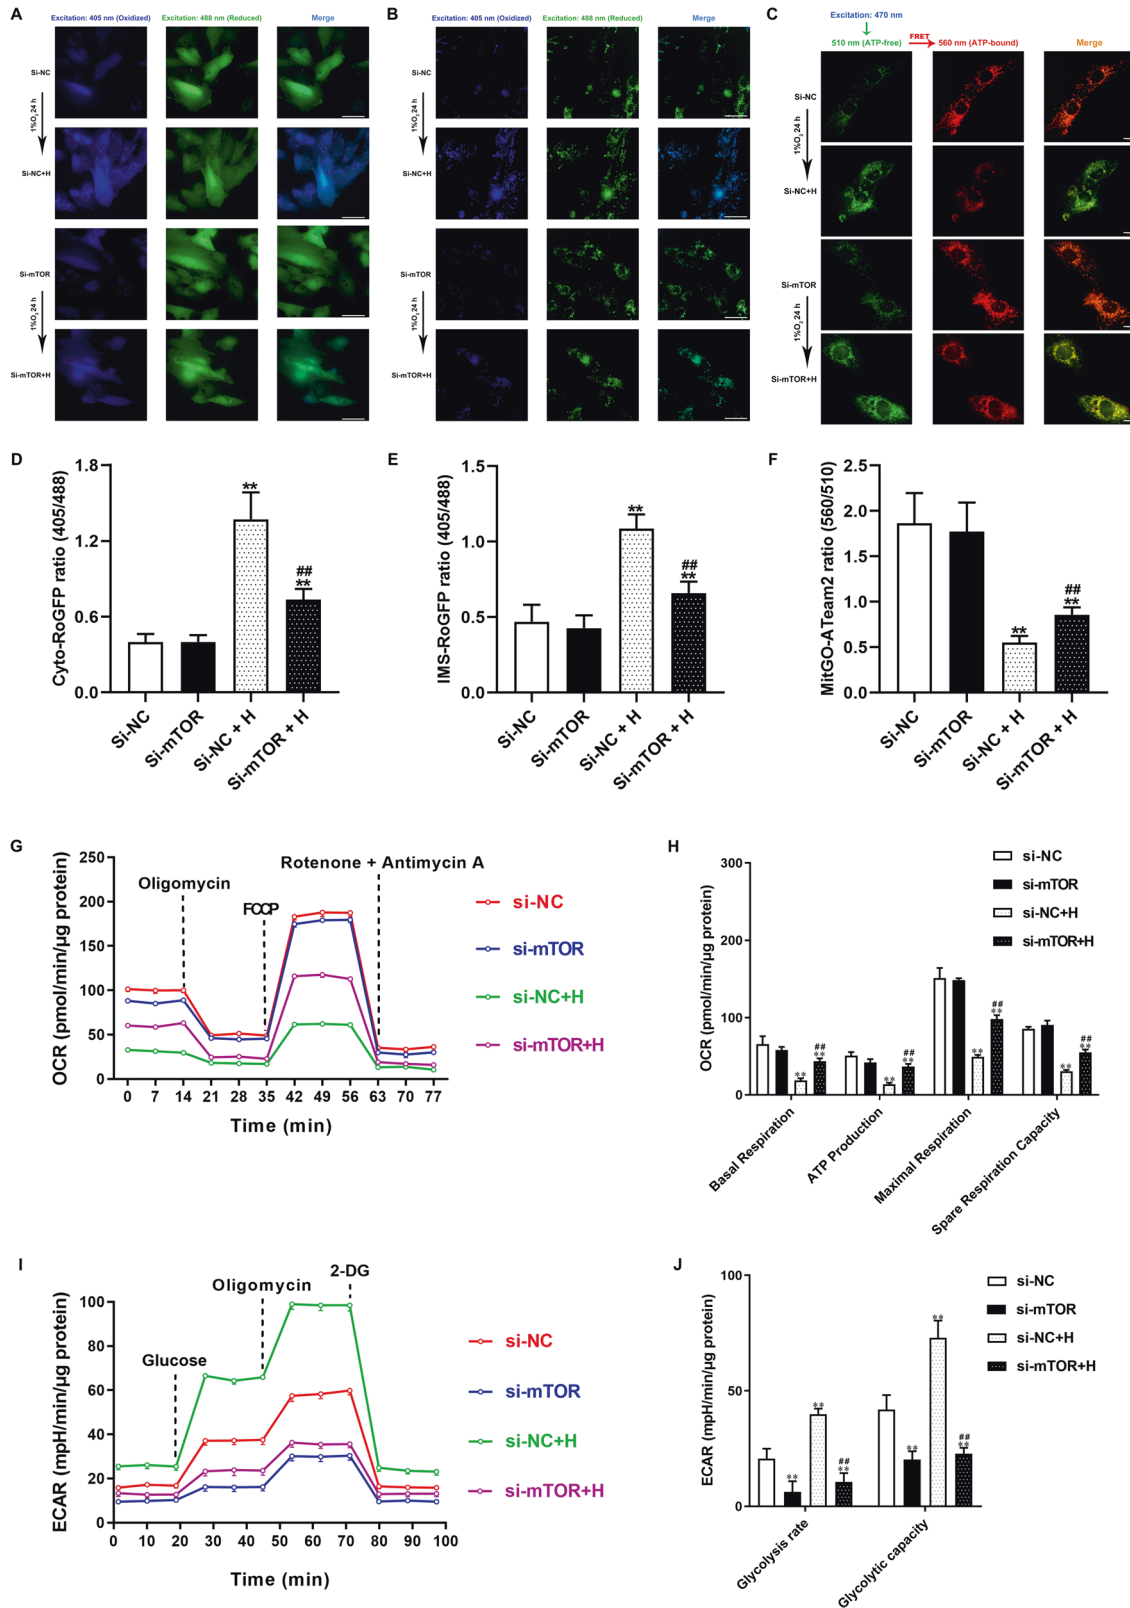 A
Excitation: 405 nm (Oxidized) Excitation: 488 nm (Reduced) Merge
Si-NC
1%O₂ 24 h
Si-NC+H
Si-mTOR
1%O₂ 24 h
Si-mTOR+H
B
Excitation: 405 nm (Oxidized) Excitation: 488 nm (Reduced) Merge
Si-NC
1%O₂ 24 h
Si-NC+H
Si-mTOR
1%O₂ 24 h
Si-mTOR+H
C
Excitation: 470 nm
510 nm (ATP-free) FRET 560 nm (ATP-bound) Merge
Si-NC
1%O₂ 24 h
Si-NC+H
Si-mTOR
1%O₂ 24 h
Si-mTOR+H
D
Cyto-RoGFP ratio (405/488)
1.8
1.2
0.6
0.0
**
##
**
Si-NC
Si-mTOR
Si-NC + H
Si-mTOR + H
E
IMS-RoGFP ratio (405/488)
1.5
1.0
0.5
0.0
**
##
**
Si-NC
Si-mTOR
Si-NC + H
Si-mTOR + H
F
MitGO-ATeam2 ratio (560/510)
2.5
2.0
1.5
1.0
0.5
0.0
**
##
**
Si-NC
Si-mTOR
Si-NC + H
Si-mTOR + H
G
OCR (pmol/min/µg protein)
250
200
150
100
50
0
Oligomycin
FCCP
Rotenone + Antimycin A
0 7 14 21 28 35 42 49 56 63 70 77
Time (min)
si-NC
si-mTOR
si-NC+H
si-mTOR+H
H
OCR (pmol/min/µg protein)
300
200
100
0
si-NC
si-mTOR
si-NC+H
si-mTOR+H
**
##
**
**
##
**
**
##
**
**
##
**
Basal Respiration
ATP Production
Maximal Respiration
Spare Respiration Capacity
I
ECAR (mpH/min/µg protein)
100
80
60
40
20
0
Glucose
Oligomycin
2-DG
0 10 20 30 40 50 60 70 80 90 100
Time (min)
si-NC
si-mTOR
si-NC+H
si-mTOR+H
J
ECAR (mpH/min/µg protein)
100
50
0
si-NC
si-mTOR
si-NC+H
si-mTOR+H
**
**
##
**
**
**
##
**
Glycolysis rate
Glycolytic capacity